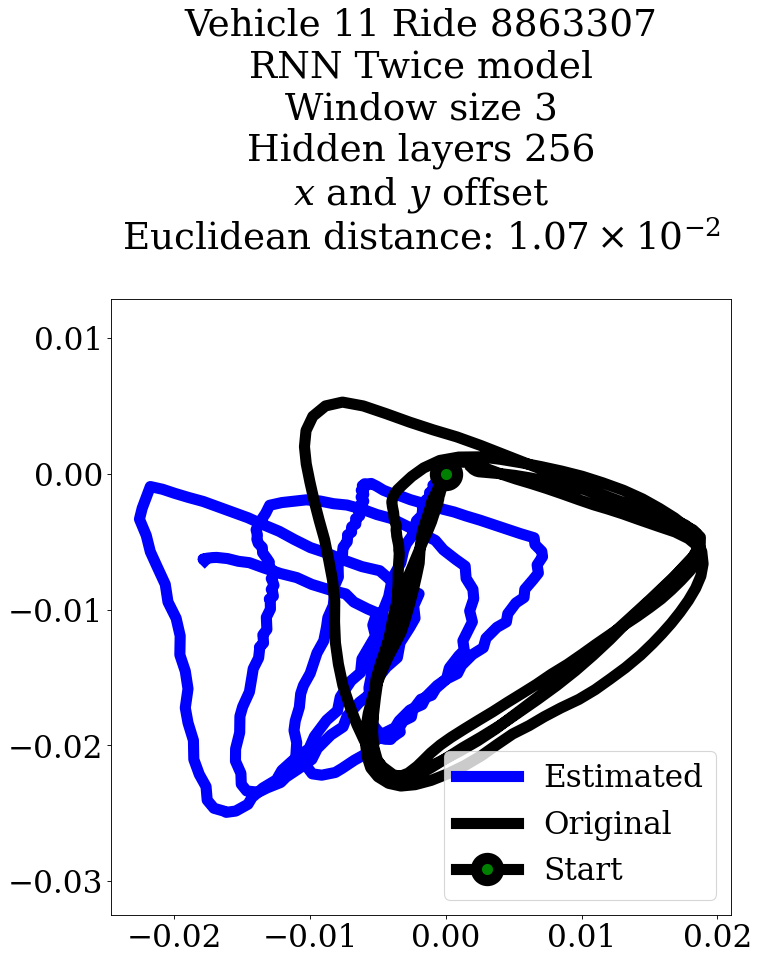 Vehicle 11 Ride 8863307
RNN Twice model
Window size 3
Hidden layers 256
x and y offset
Euclidean distance: 1.07 × 10⁻²
0.01
0.00
−0.01
−0.02
−0.03
Estimated
Original
Start
−0.02 −0.01 0.00 0.01 0.02